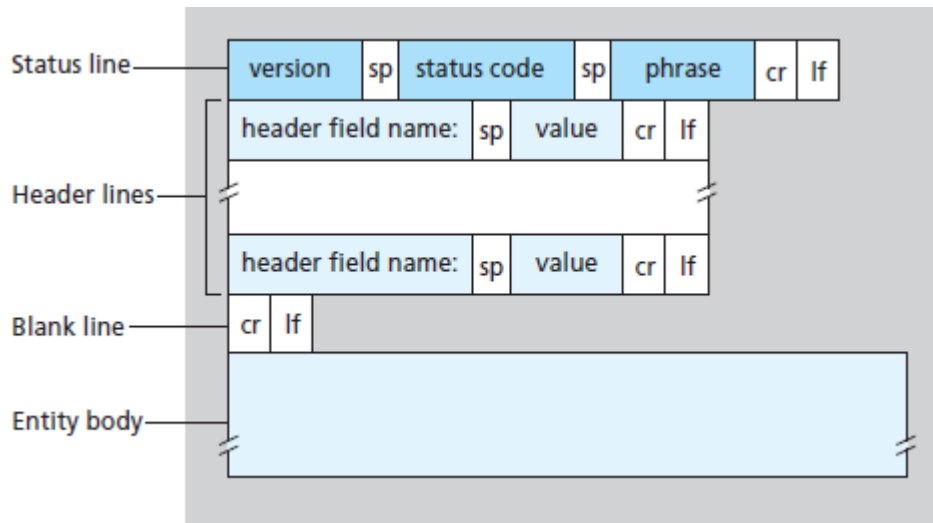 Status line version sp status code sp phrase cr lf
header field name: sp value cr lf
Header lines
header field name: sp value cr lf
Blank line cr lf
Entity body